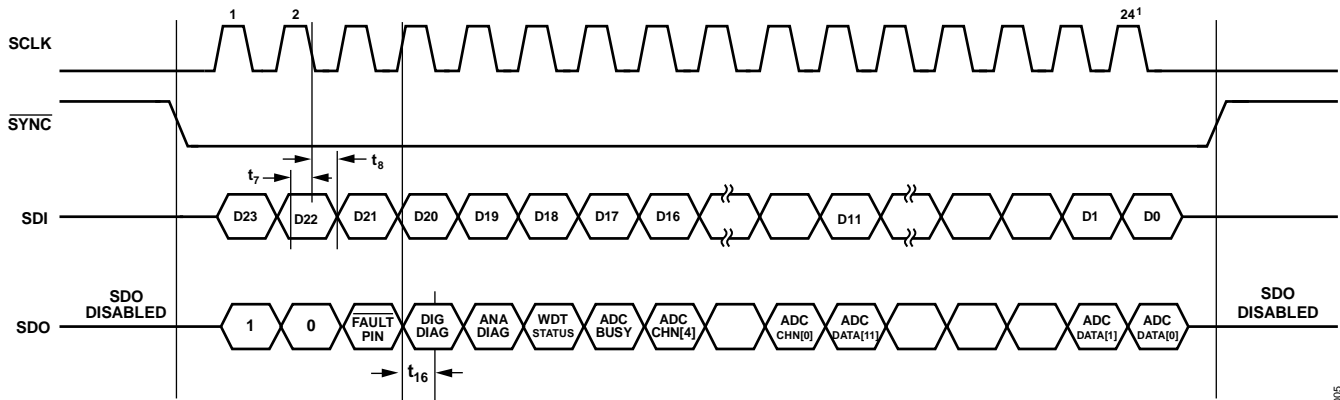 1 2 24¹
SCLK
SYNC
t8
t7
SDI D23 D22 D21 D20 D19 D18 D17 D16 D11 D1 D0
SDO
DISABLED
SDO 1 0
FAULT
PIN
DIG
DIAG
ANA
DIAG
WDT
STATUS
ADC
BUSY
ADC
CHN[4]
ADC
CHN[0]
ADC
DATA[11]
ADC
DATA[1]
ADC
DATA[0]
SDO
DISABLED
t16